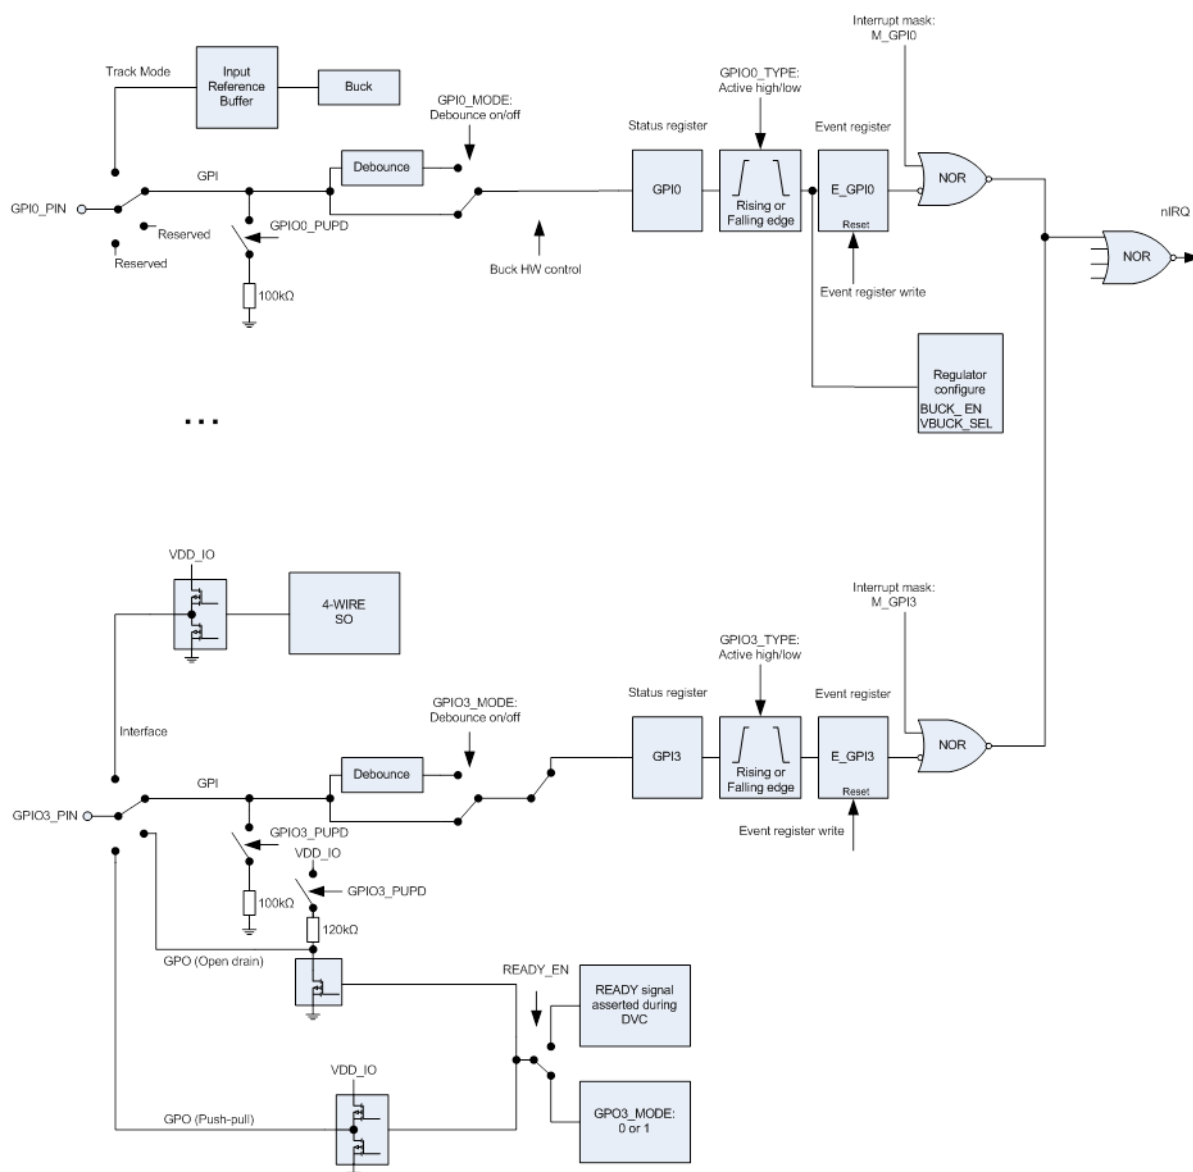 Interrupt mask:
M_GPI0
Track Mode
Input
Reference
Buffer
Buck
GPI0_MODE:
Debounce on/off
GPIO0_TYPE:
Active high/low
Status register
Event register
GPI
Debounce
GPI0
Rising or
Falling edge
E_GPI0
Reset
NOR
GPI0_PIN
Reserved
Reserved
GPIO0_PUPD
100kΩ
Buck HW control
Event register write
nIRQ
NOR
Regulator
configure
BUCK_EN
VBUCK_SEL
...
VDD_IO
4-WIRE
SO
Interrupt mask:
M_GPI3
GPIO3_TYPE:
Active high/low
Interface
GPIO3_MODE:
Debounce on/off
Status register
Event register
GPI
Debounce
GPI3
Rising or
Falling edge
E_GPI3
Reset
NOR
GPIO3_PIN
GPIO3_PUPD
Event register write
VDD_IO
GPIO3_PUPD
100kΩ
120kΩ
GPO (Open drain)
READY_EN
READY signal
asserted during
DVC
VDD_IO
GPO (Push-pull)
GPO3_MODE:
0 or 1